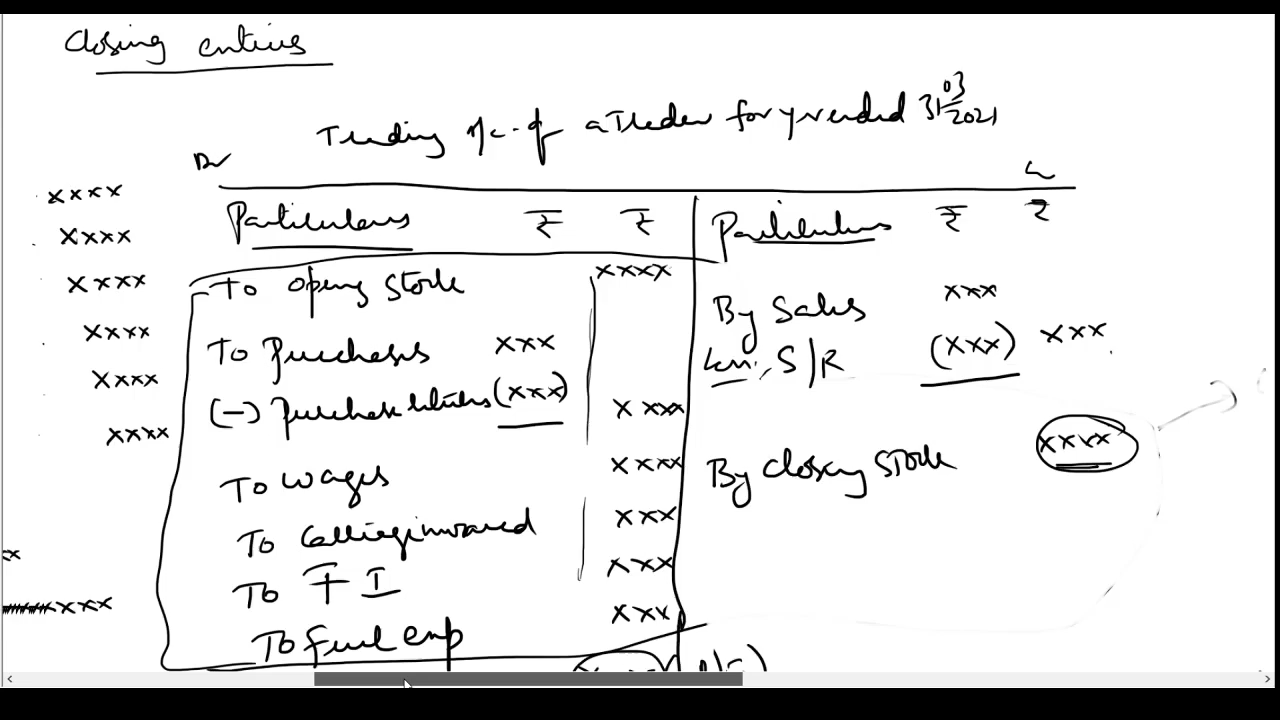 Closing entries
Trading A/c. of a Trader for yr ended 31/03/2021
Dr Cr
Particulars ₹ ₹ Particulars ₹ ₹
xxxx
xxxx
xxxx
xxxx
xxxx
xxxx
xxx
To opening stock xxxx
To purchases xxx
(-) purchase returns (xxx) xxxx
To wages xxxx
To carriage inward xxx
To F I xxx
To Fuel exp xxx
By Sales xxx
Less: S/R (xxx) xxx
By closing stock xxxx